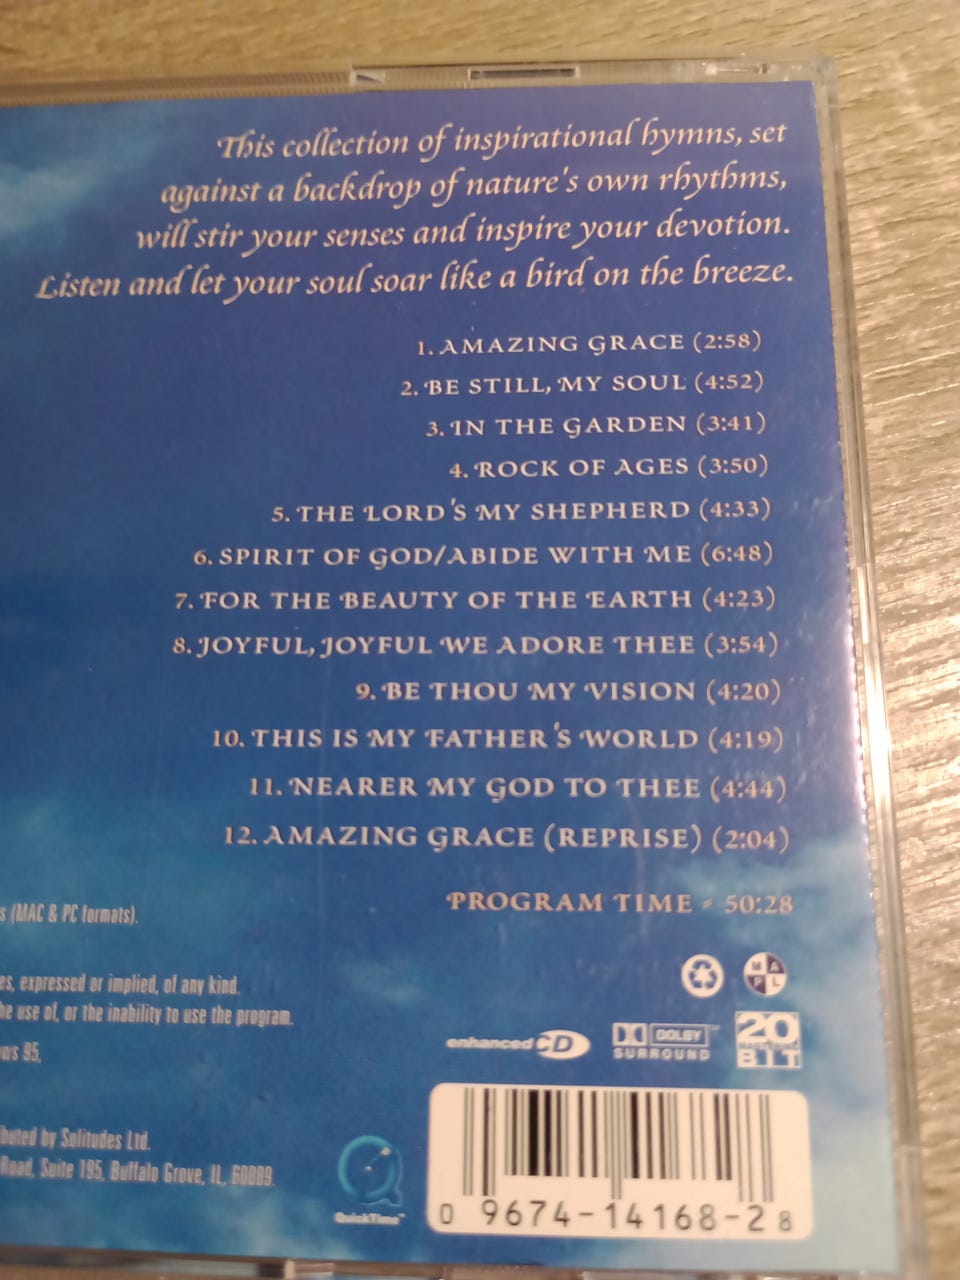 This collection of inspirational hymns, set
against a backdrop of nature's own rhythms,
will stir your senses and inspire your devotion.
Listen and let your soul soar like a bird on the breeze.
1. AMAZING GRACE (2:58)
2. BE STILL, MY SOUL (4:52)
3. IN THE GARDEN (3:41)
4. ROCK OF AGES (3:50)
5. THE LORD'S MY SHEPHERD (4:33)
6. SPIRIT OF GOD/ABIDE WITH ME (6:48)
7. FOR THE BEAUTY OF THE EARTH (4:23)
8. JOYFUL, JOYFUL WE ADORE THEE (3:54)
9. BE THOU MY VISION (4:20)
10. THIS IS MY FATHER'S WORLD (4:19)
11. NEARER MY GOD TO THEE (4:44)
12. AMAZING GRACE (REPRISE) (2:04)
PROGRAM TIME = 50:28
(MAC & PC formats).
expressed or implied, of any kind.
the use of, or the inability to use the program.
95.
MAPL
enhanced CD
DOLBY SURROUND
20 BIT
by Solitudes Ltd.
Road, Suite 195, Buffalo Grove, IL, 60089.
QuickTime™
0 9674-14168-2 8